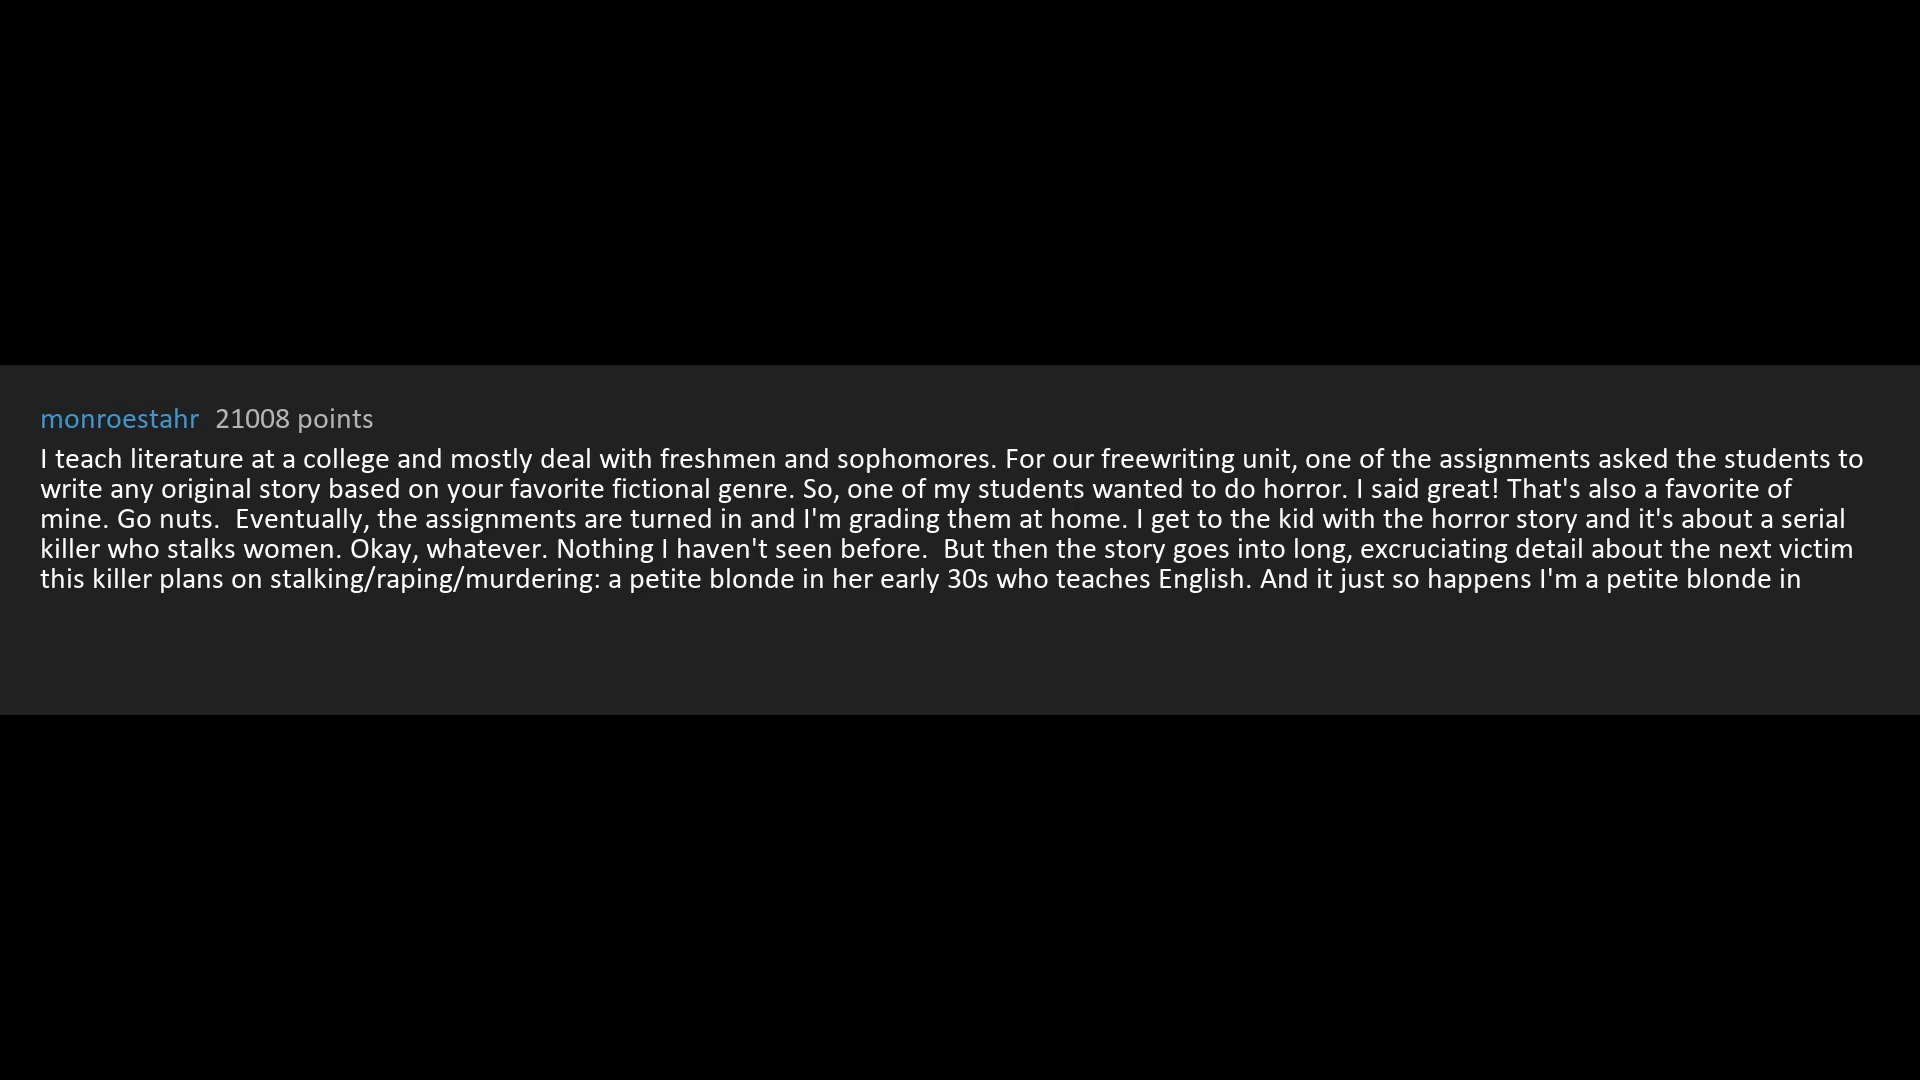 monroestahr 21008 points
I teach literature at a college and mostly deal with freshmen and sophomores. For our freewriting unit, one of the assignments asked the students to
write any original story based on your favorite fictional genre. So, one of my students wanted to do horror. I said great! That's also a favorite of
mine. Go nuts.  Eventually, the assignments are turned in and I'm grading them at home. I get to the kid with the horror story and it's about a serial
killer who stalks women. Okay, whatever. Nothing I haven't seen before.  But then the story goes into long, excruciating detail about the next victim
this killer plans on stalking/raping/murdering: a petite blonde in her early 30s who teaches English. And it just so happens I'm a petite blonde in